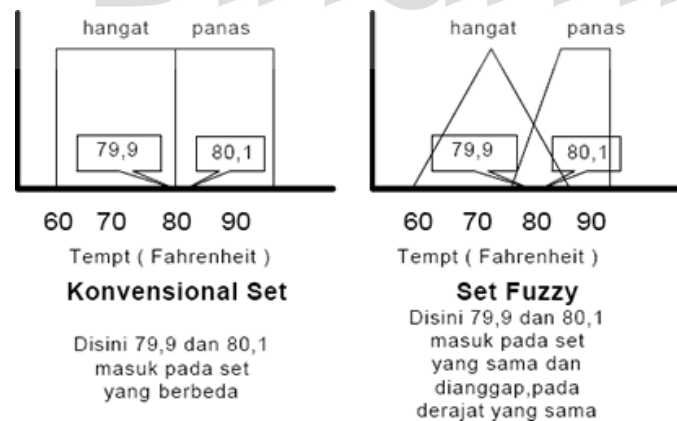 hangat panas
79,9 80,1
60 70 80 90
Tempt ( Fahrenheit )
Konvensional Set
Disini 79,9 dan 80,1
masuk pada set
yang berbeda
hangat panas
79,9 80,1
60 70 80 90
Tempt ( Fahrenheit )
Set Fuzzy
Disini 79,9 dan 80,1
masuk pada set
yang sama dan
dianggap,pada
derajat yang sama